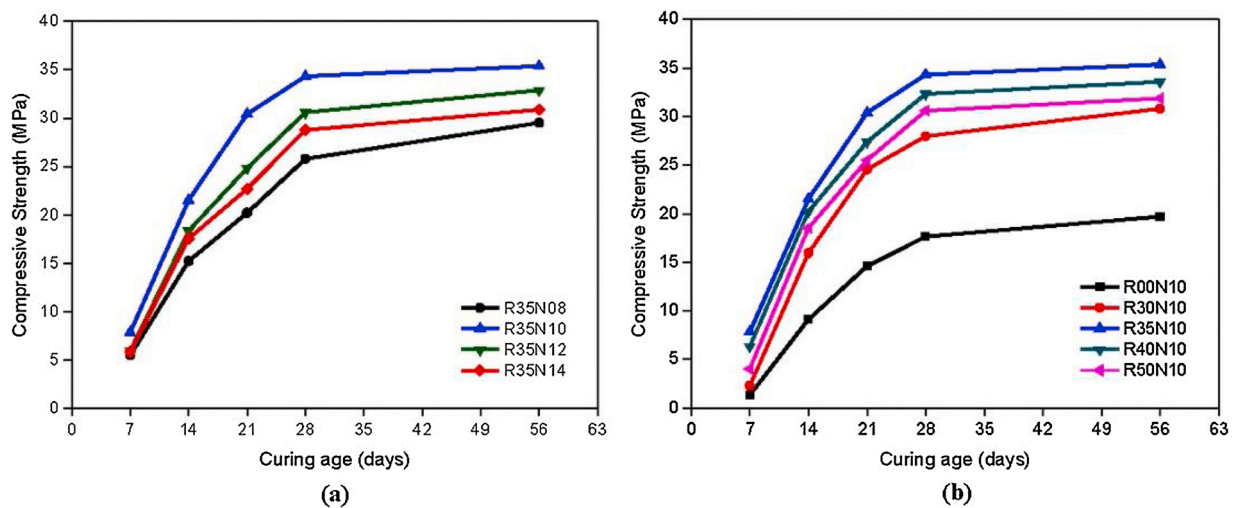 40
35
30
25
20
15
10
5
0
Compressive Strength (MPa)
R35N08
R35N10
R35N12
R35N14
0 7 14 21 28 35 42 49 56 63
Curing age (days)
(a)
40
35
30
25
20
15
10
5
0
Compressive Strength (MPa)
R00N10
R30N10
R35N10
R40N10
R50N10
0 7 14 21 28 35 42 49 56 63
Curing age (days)
(b)